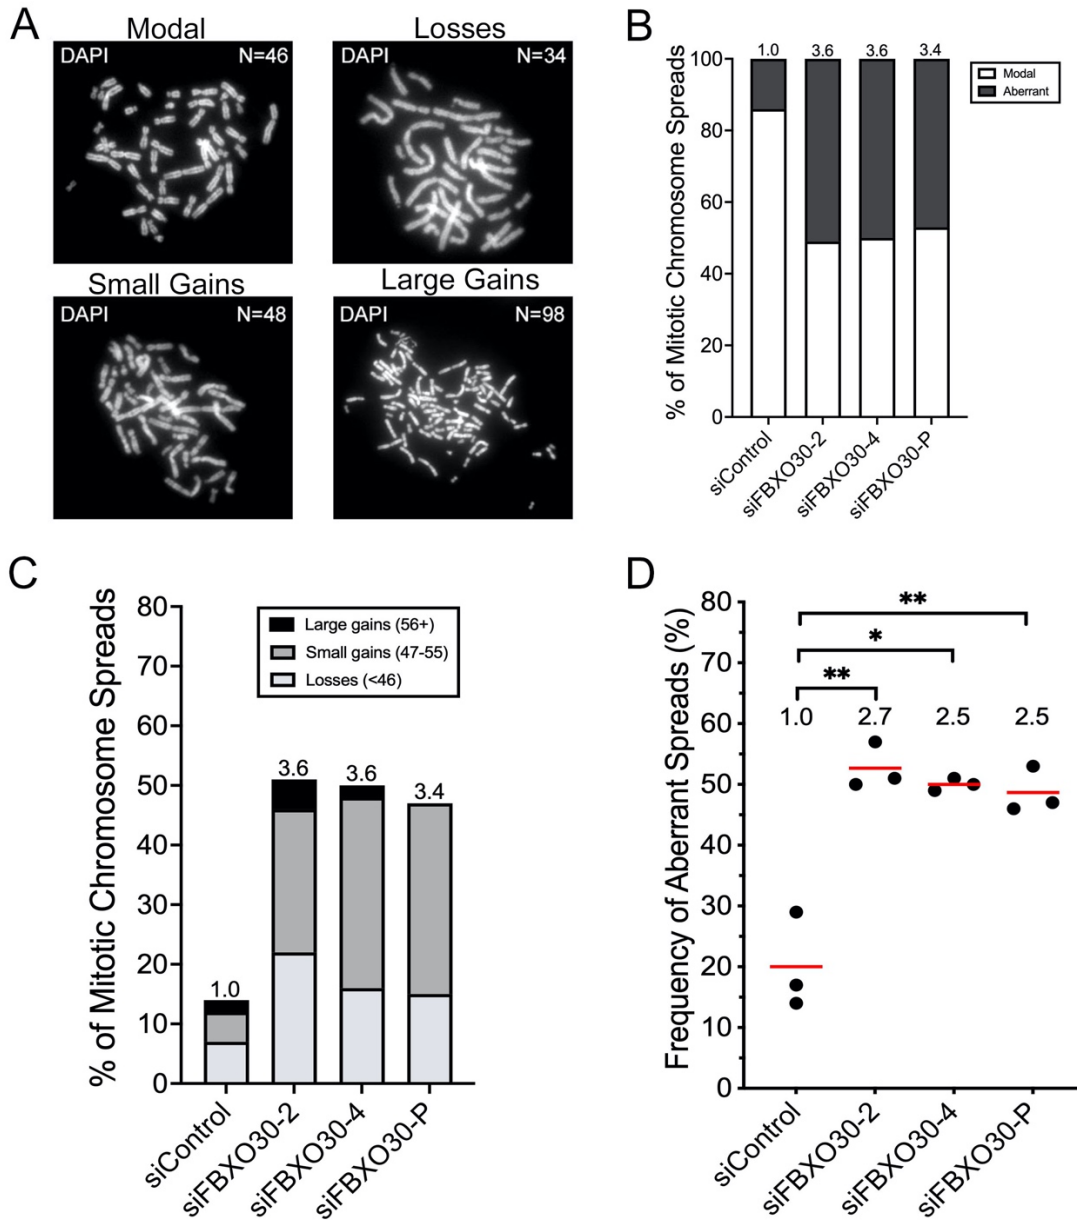 A
Modal
Losses
DAPI N=46
DAPI N=34
Small Gains
Large Gains
DAPI N=48
DAPI N=98
B
% of Mitotic Chromosome Spreads
100
80
60
40
20
0
1.0 3.6 3.6 3.4
Modal
Aberrant
siControl
siFBXO30-2
siFBXO30-4
siFBXO30-P
C
% of Mitotic Chromosome Spreads
80
70
60
50
40
30
20
10
0
Large gains (56+)
Small gains (47-55)
Losses (<46)
1.0
3.6
3.6
3.4
siControl
siFBXO30-2
siFBXO30-4
siFBXO30-P
D
Frequency of Aberrant Spreads (%)
80
70
60
50
40
30
20
10
0
**
*
**
1.0 2.7 2.5 2.5
siControl
siFBXO30-2
siFBXO30-4
siFBXO30-P